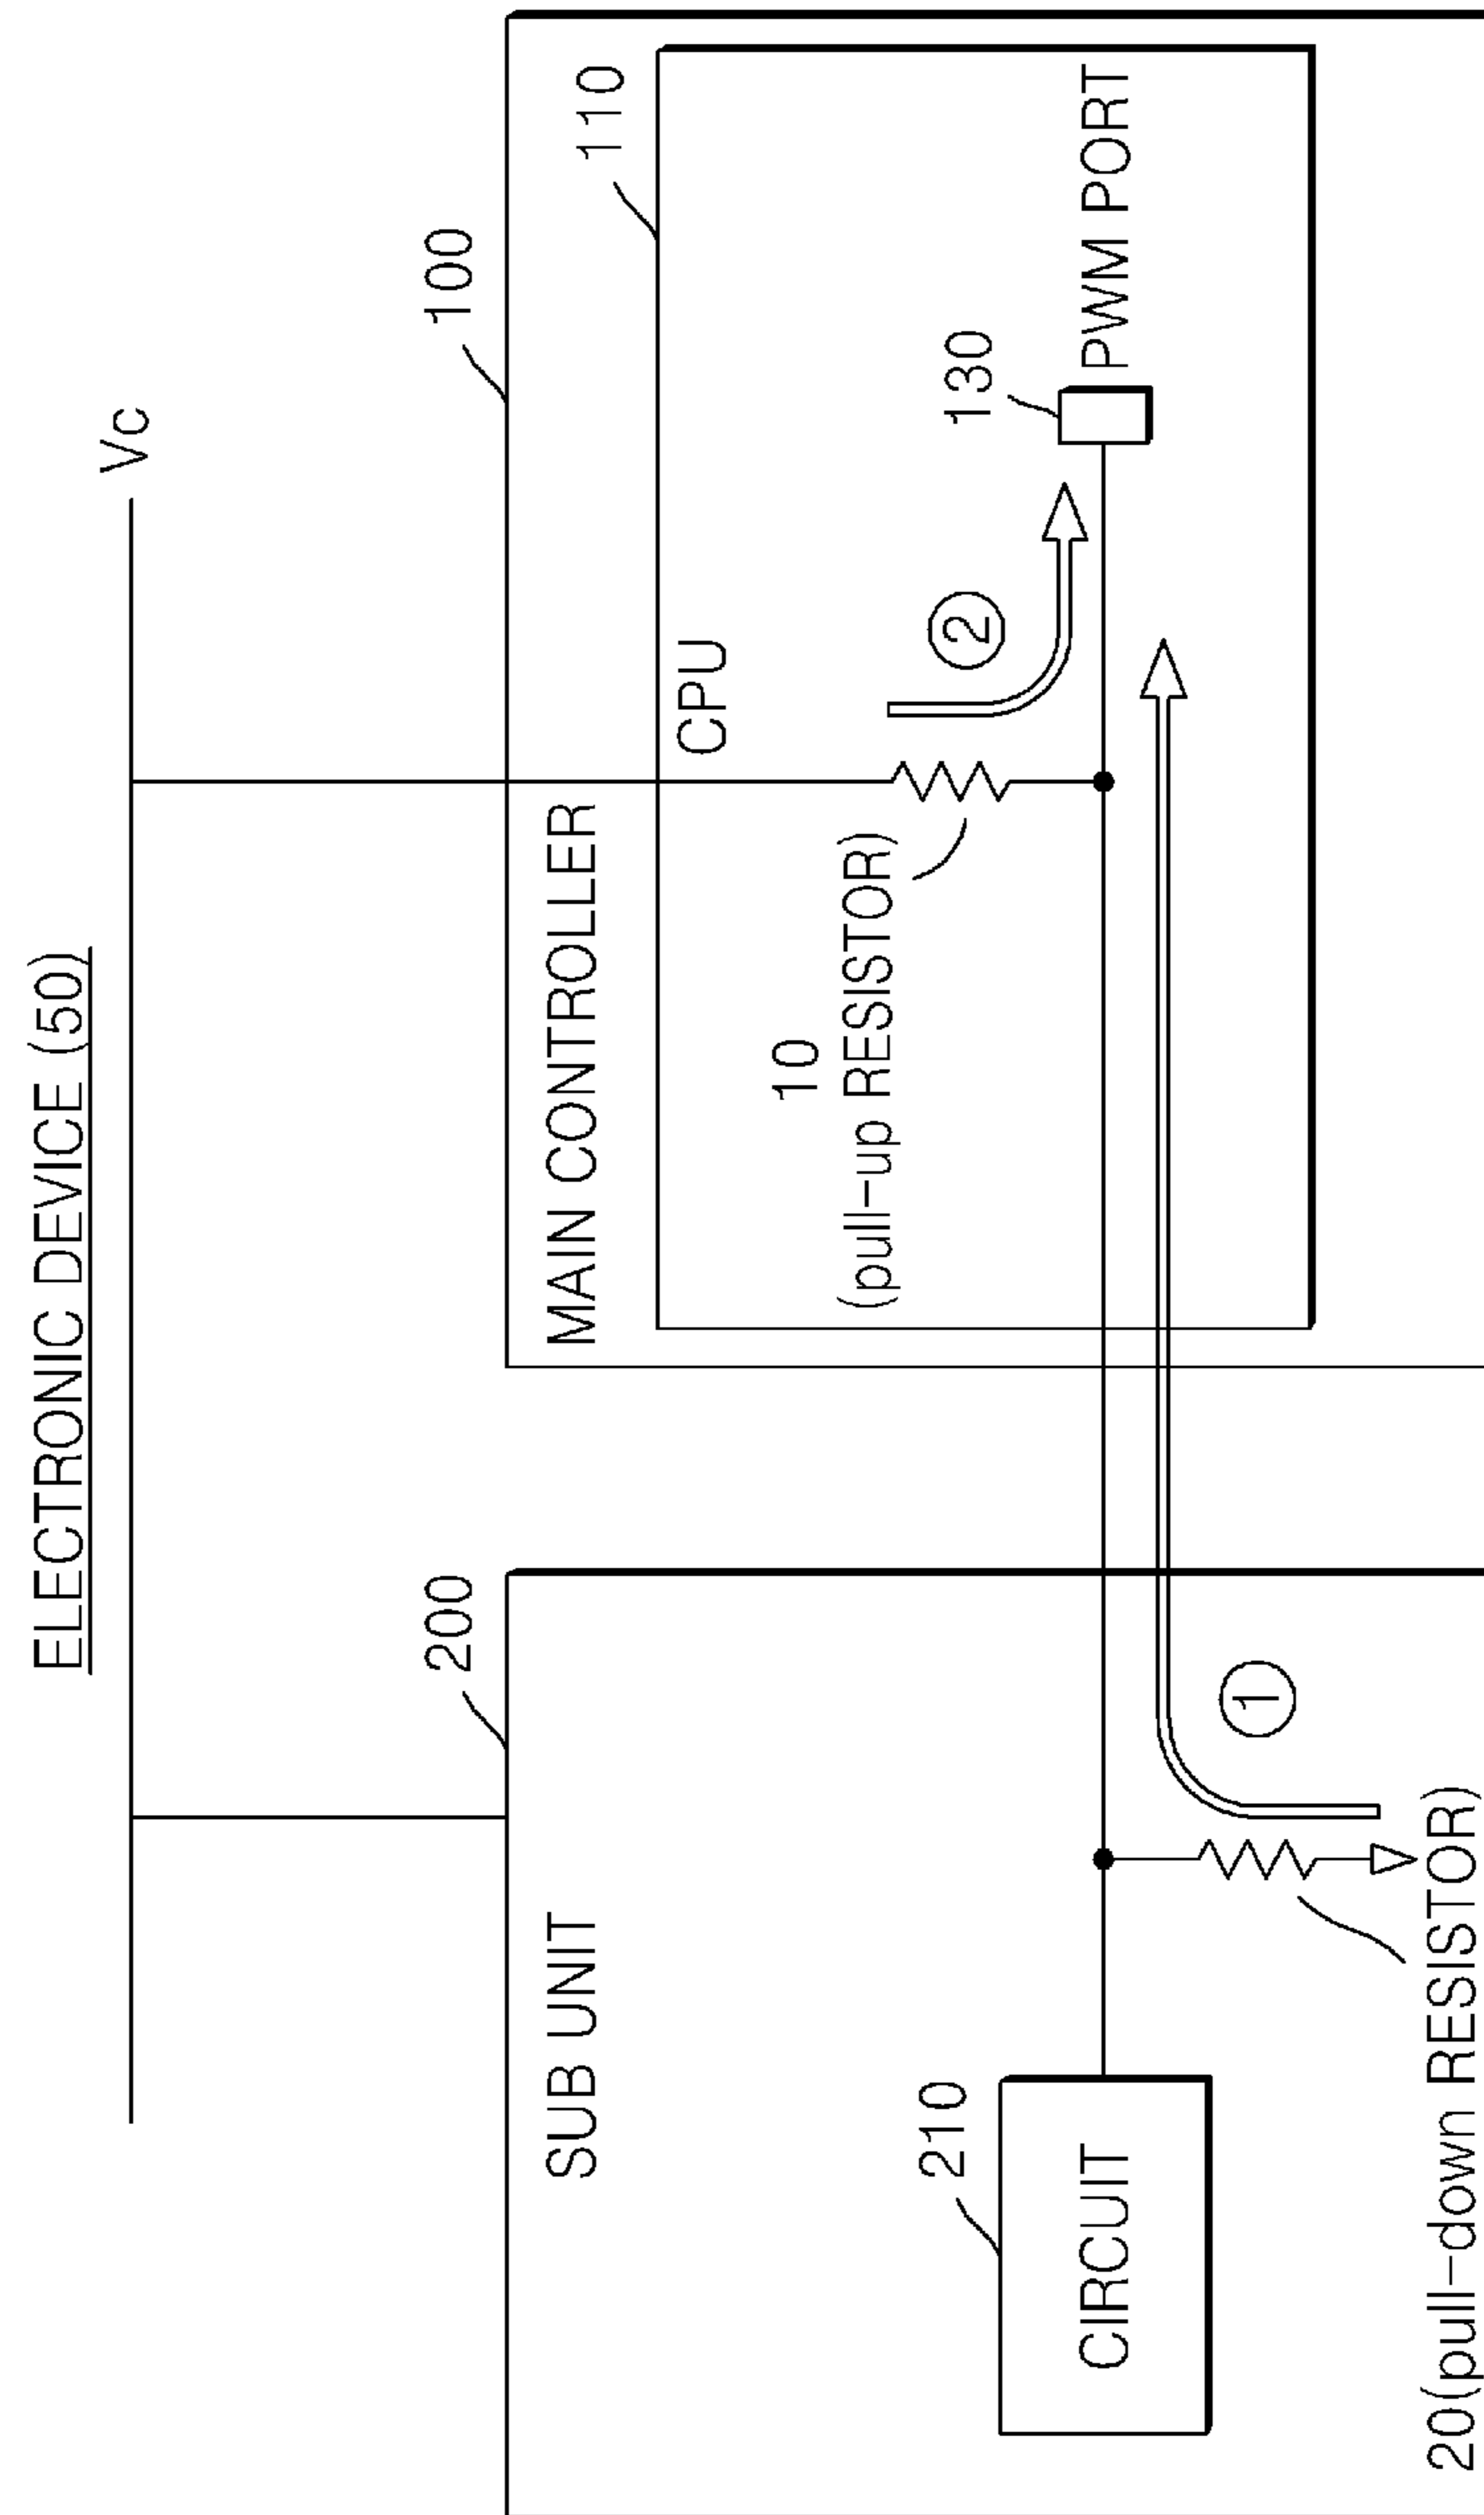 ELECTRONIC DEVICE (50)
Vc
200
100
SUB UNIT
MAIN CONTROLLER
110
CPU
10
(pull-up RESISTOR)
210
130
2
CIRCUIT
PWM PORT
1
20(pull-down RESISTOR)